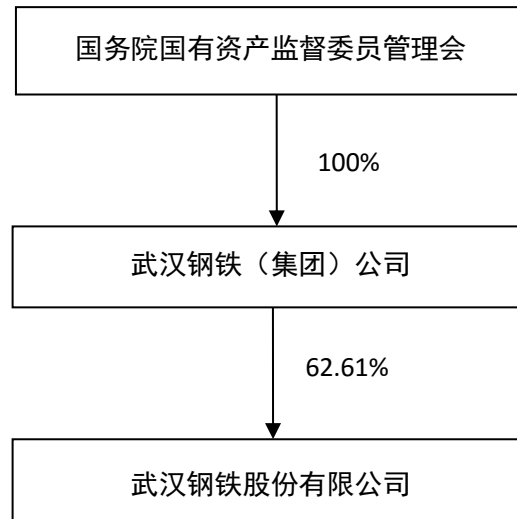 国务院国有资产监督委员管理会
100%
武汉钢铁（集团）公司
62.61%
武汉钢铁股份有限公司